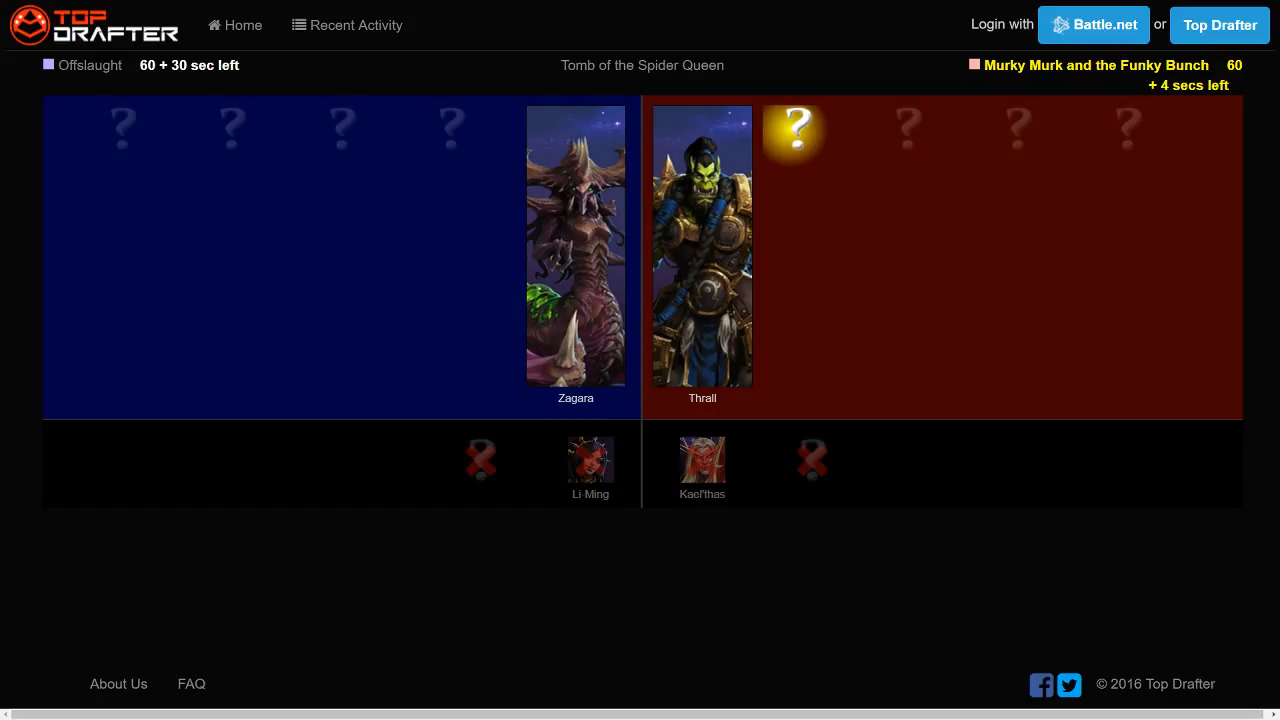 TOP
DRAFTER
Home
Recent Activity
Login with
Battle.net
or
Top Drafter
Offslaught 60 + 30 sec left
Tomb of the Spider Queen
Murky Murk and the Funky Bunch 60
+ 4 secs left
? ? ? ?
? ? ? ?
Zagara
Thrall
?
?
Li-Ming
Kael'thas
About Us
FAQ
© 2016 Top Drafter